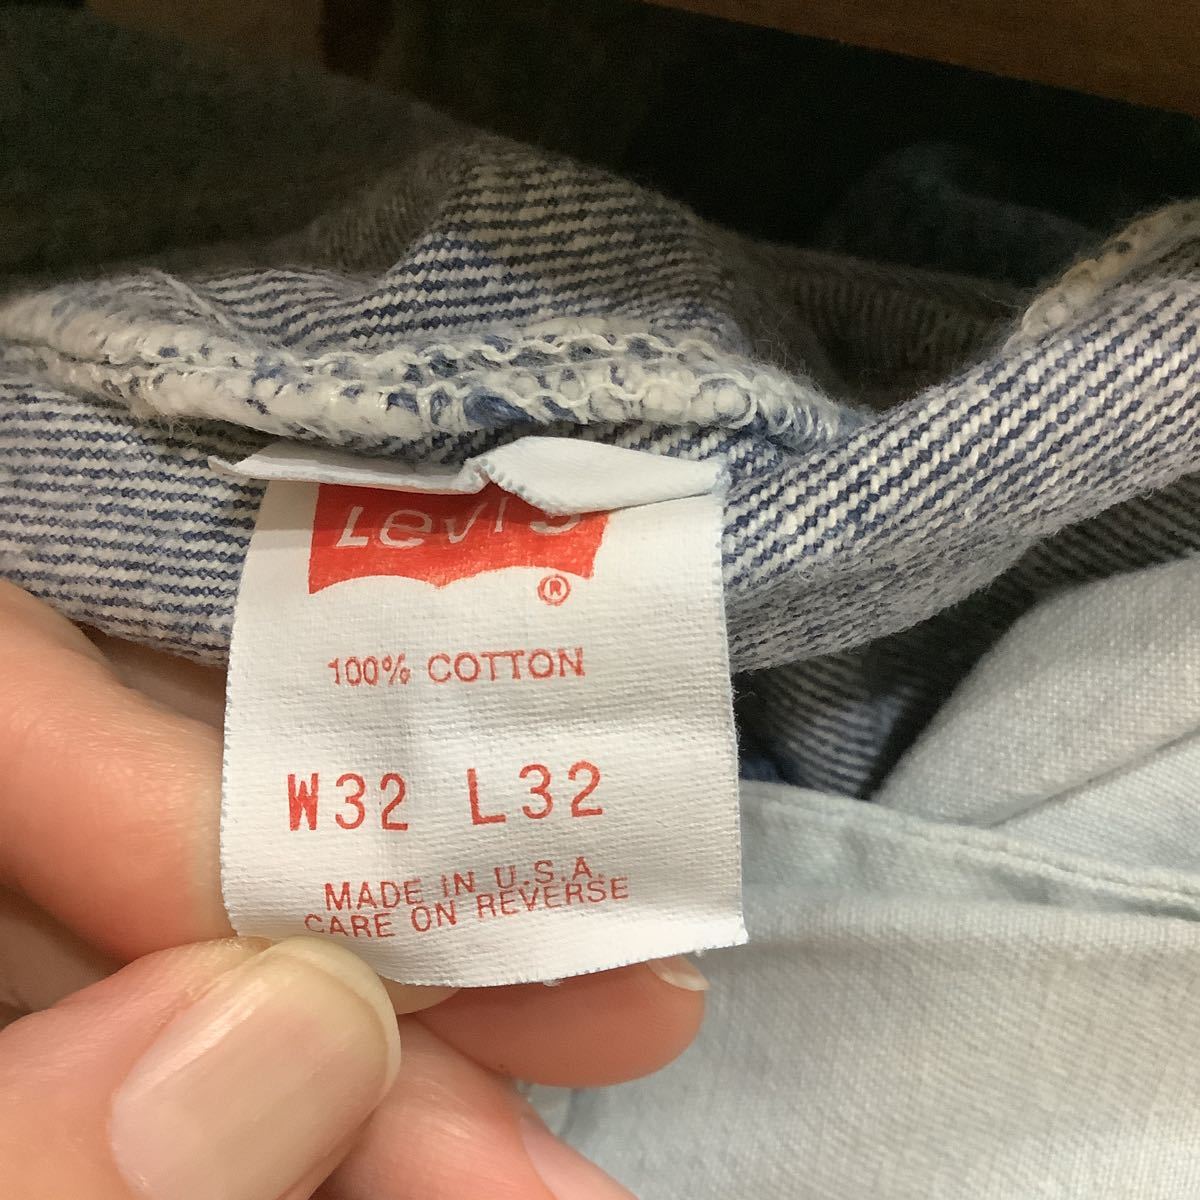 Levi's
®
100% COTTON
W32 L32
MADE IN U.S.A.
CARE ON REVERSE